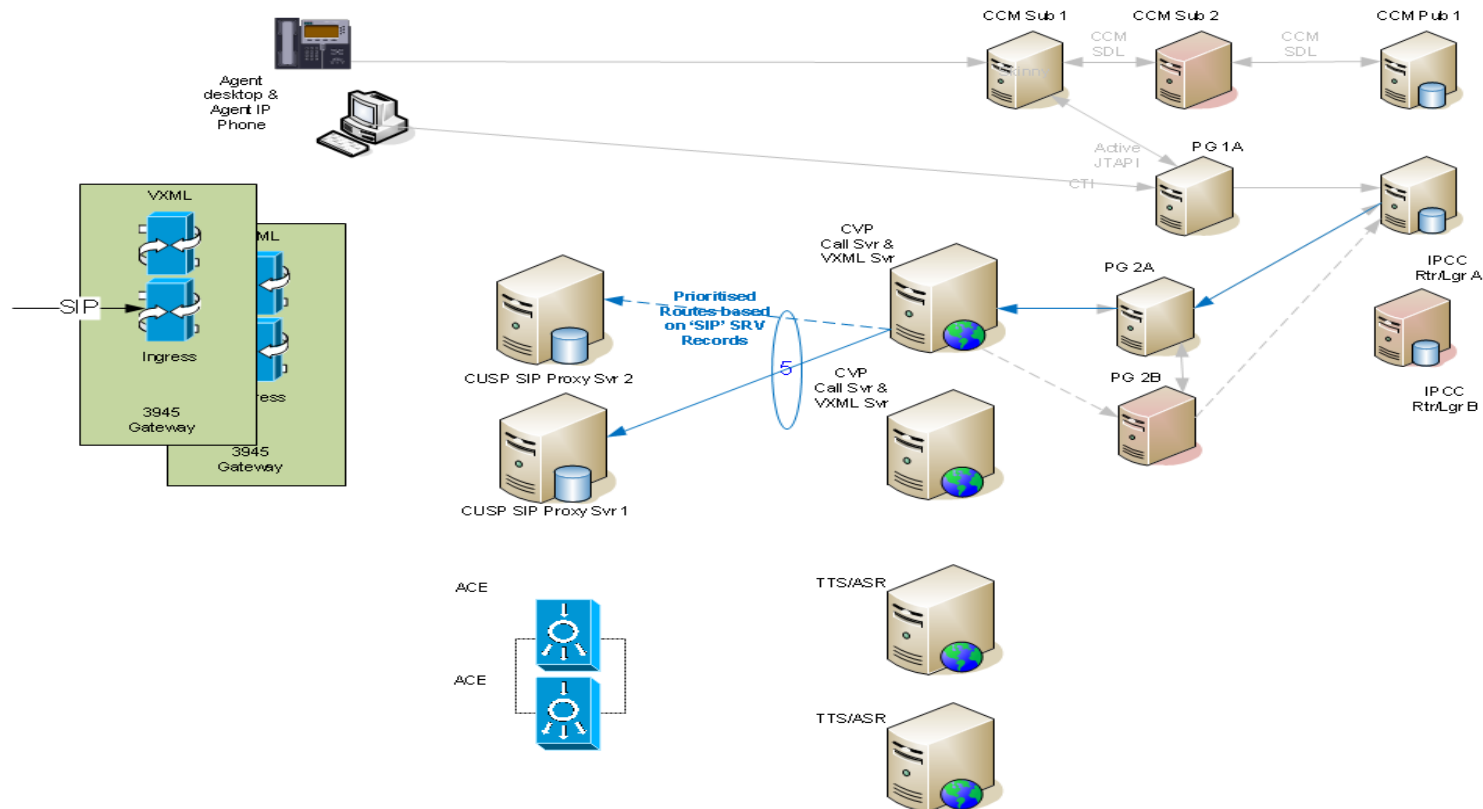 CCM Sub 1
CCM Sub 2
CCM Pub 1
CCM
SDL
CCM
SDL
Skinny
Agent
desktop &
Agent IP
Phone
Active
JTAPI
PG 1A
CTI
VXML
SIP
Ingress
3945
Gateway
ML
ress
3945
Gateway
CVP
Call Svr &
VXML Svr
PG 2A
IPCC
Rtr/Lgr A
Prioritised
Routes based
on 'SIP' SRV
Records
5
CUSP SIP Proxy Svr 2
CVP
Call Svr &
VXML Svr
PG 2B
IPCC
Rtr/Lgr B
CUSP SIP Proxy Svr 1
ACE
ACE
TTS/ASR
TTS/ASR